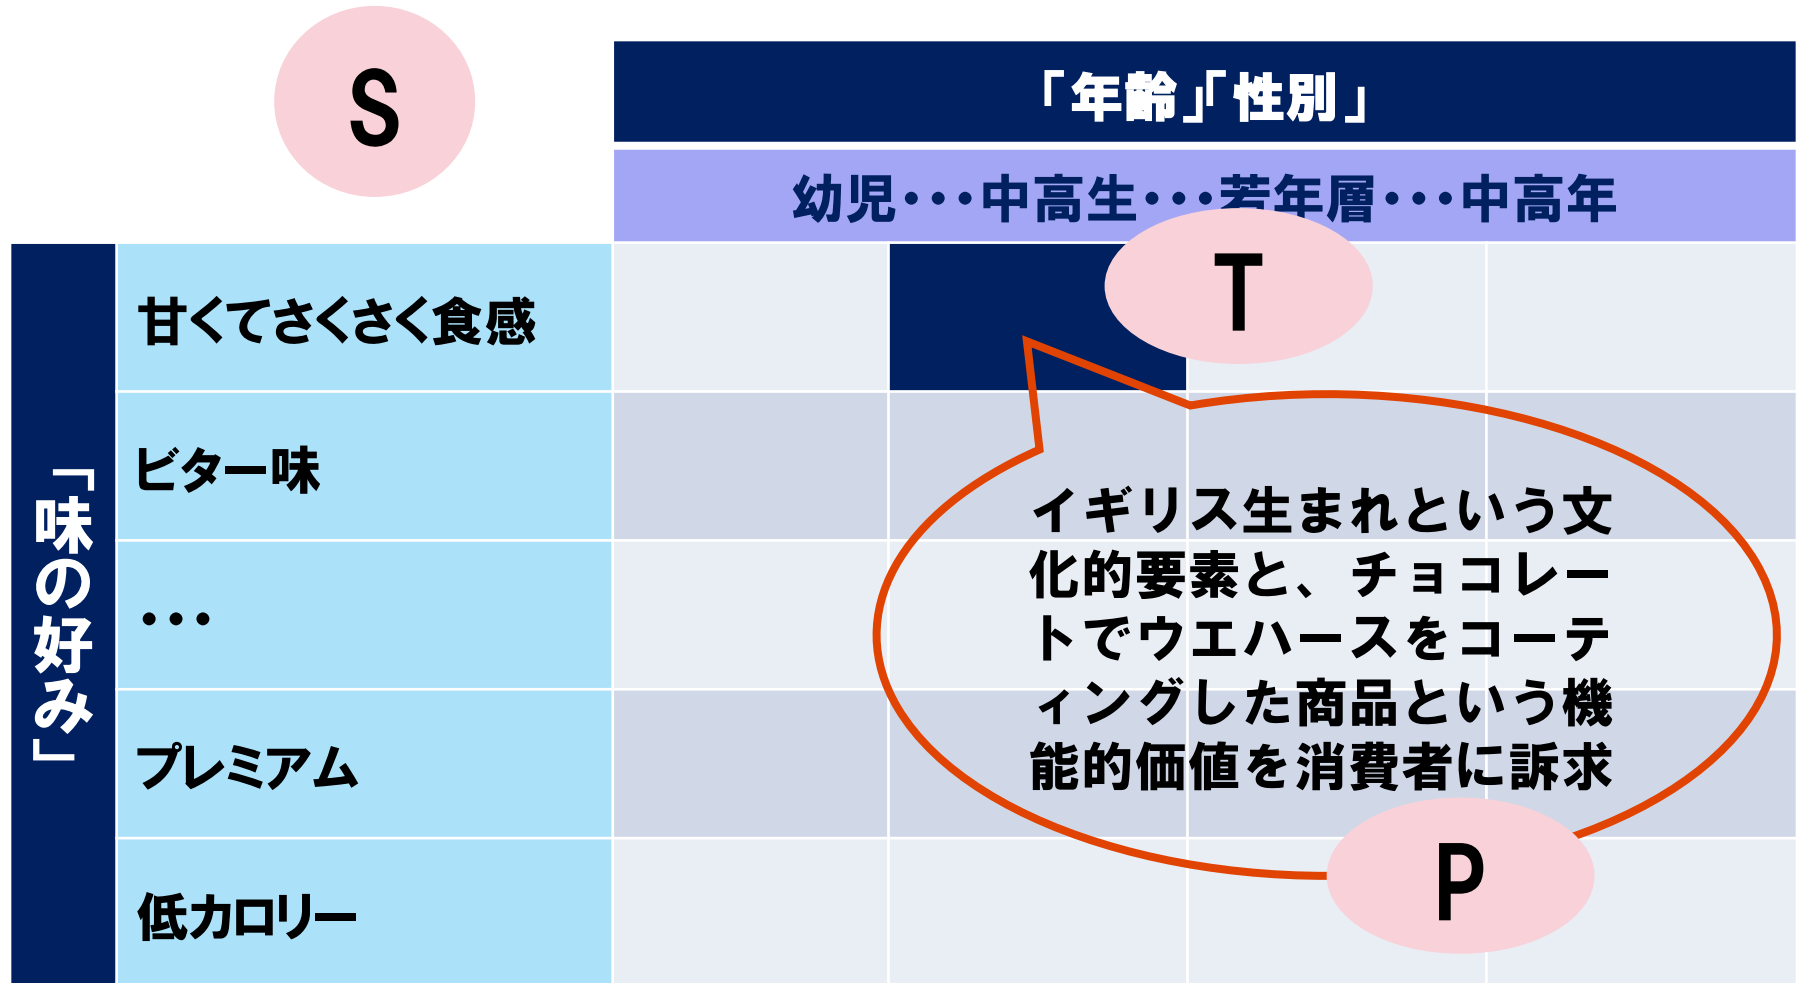 S
「年齢」「性別」
幼児・・・中高生・・・若年層・・・中高年
T
「味の好み」
甘くてさくさく食感
ビター味
・・・
プレミアム
低カロリー
イギリス生まれという文
化的要素と、チョコレー
トでウエハースをコーテ
ィングした商品という機
能的価値を消費者に訴求
P